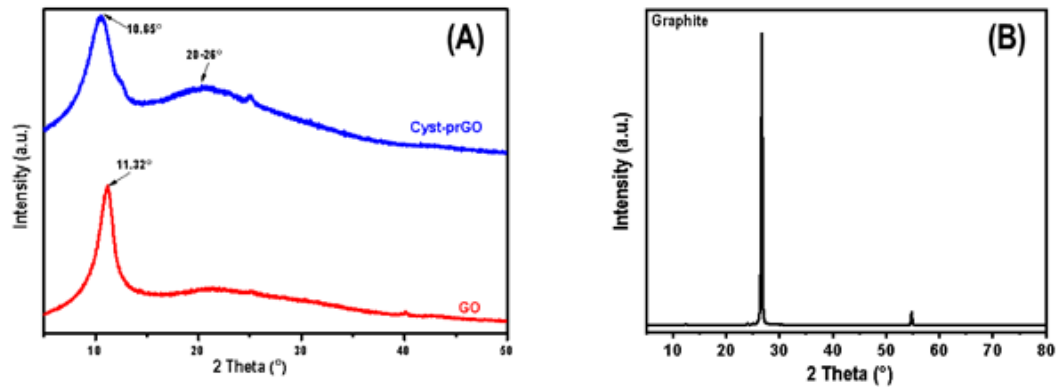 (A)
10.65°
20-26°
Cyst-prGO
11.32°
GO
Intensity (a.u.)
10 20 30 40 50
2 Theta (°)
Graphite
(B)
Intensity (a.u.)
10 20 30 40 50 60 70 80
2 Theta (°)